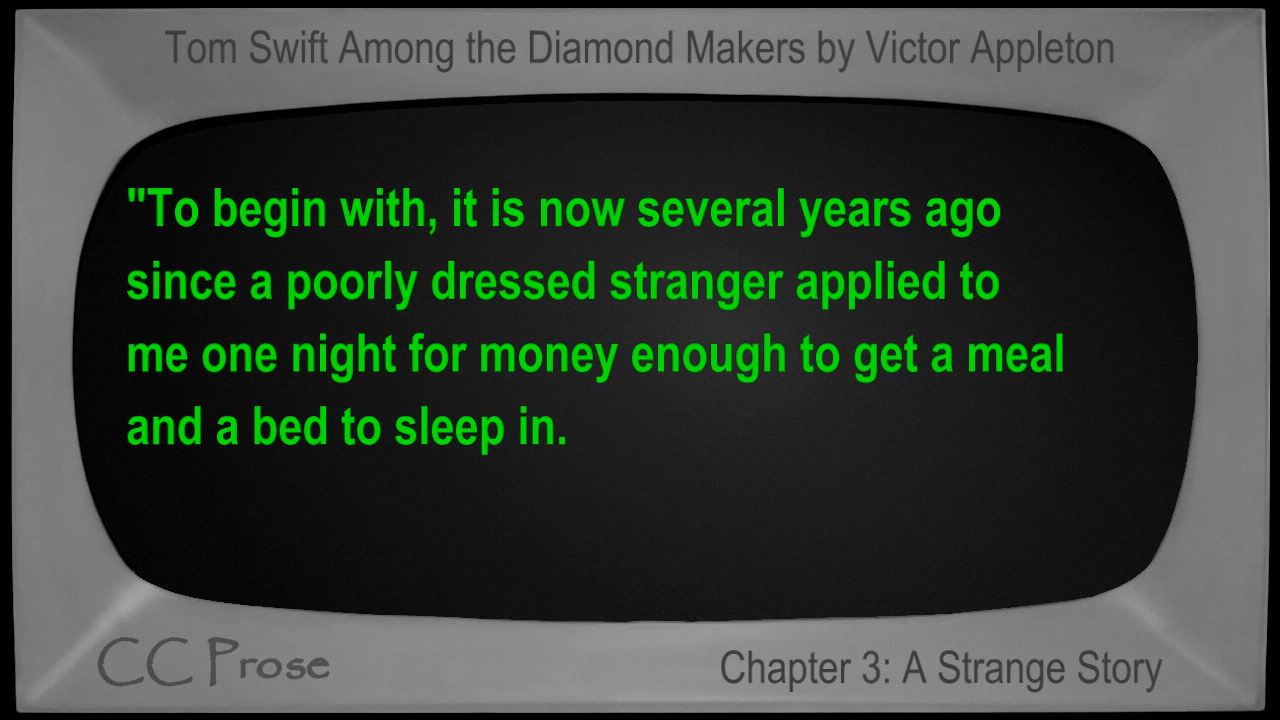 Tom Swift Among the Diamond Makers by Victor Appleton
"To begin with, it is now several years ago
since a poorly dressed stranger applied to
me one night for money enough to get a meal
and a bed to sleep in.
CC Prose
Chapter 3: A Strange Story